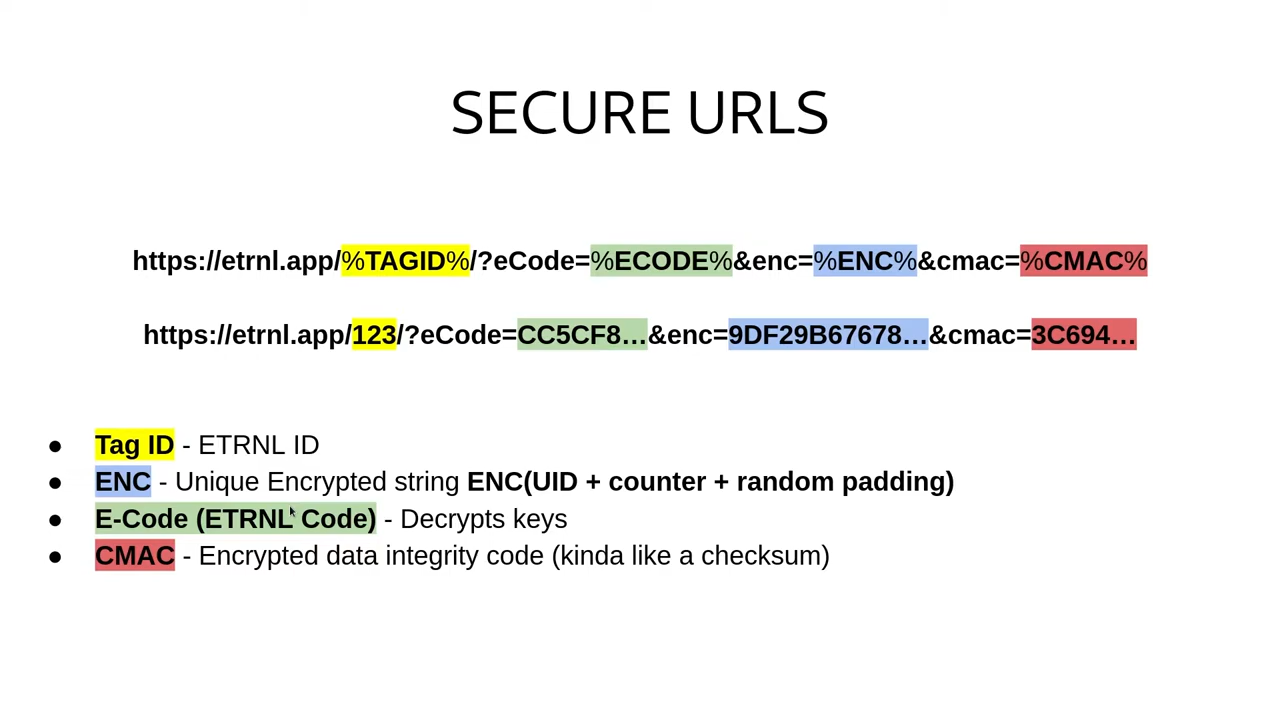 SECURE URLS
https://etrnl.app/%TAGID%/?eCode=%ECODE%&enc=%ENC%&cmac=%CMAC%
https://etrnl.app/123/?eCode=CC5CF8…&enc=9DF29B67678…&cmac=3C694…
● Tag ID - ETRNL ID
● ENC - Unique Encrypted string ENC(UID + counter + random padding)
● E-Code (ETRNL Code) - Decrypts keys
● CMAC - Encrypted data integrity code (kinda like a checksum)